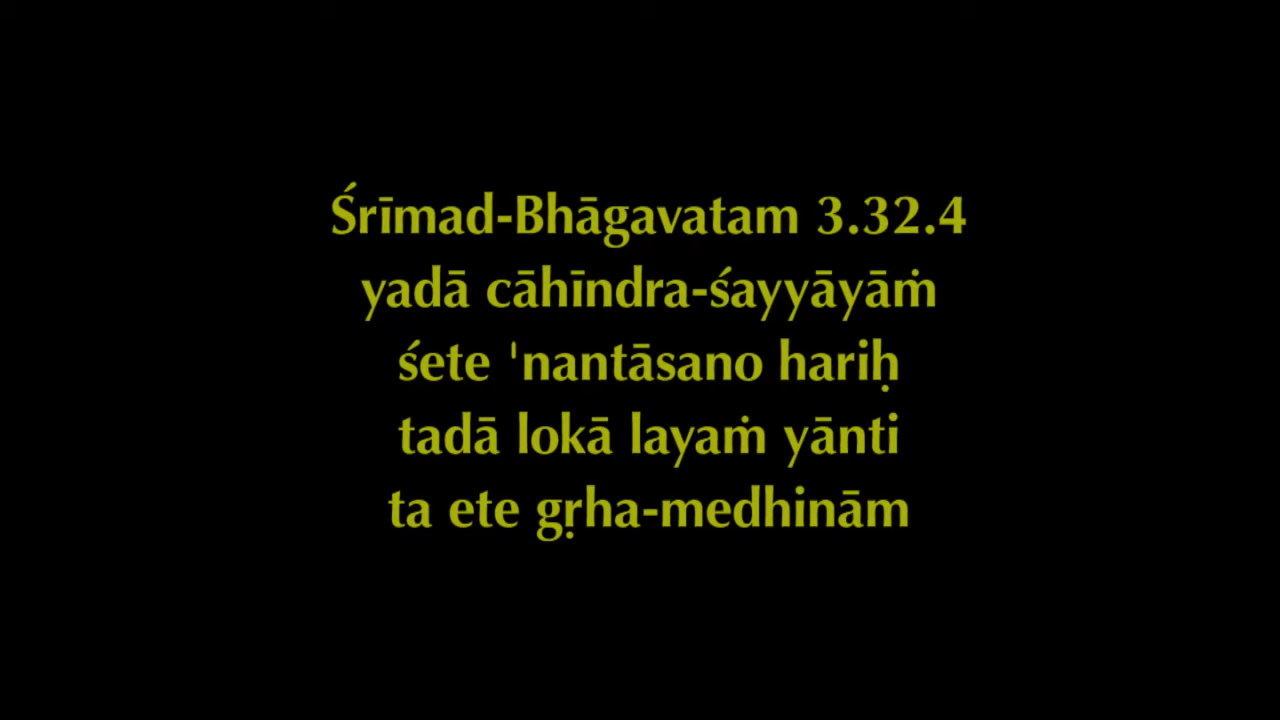 Śrīmad-Bhāgavatam 3.32.4
yadā cāhīndra-śayyāyāṁ
śete 'nantāsano hariḥ
tadā lokā layaṁ yānti
ta ete gṛha-medhinām